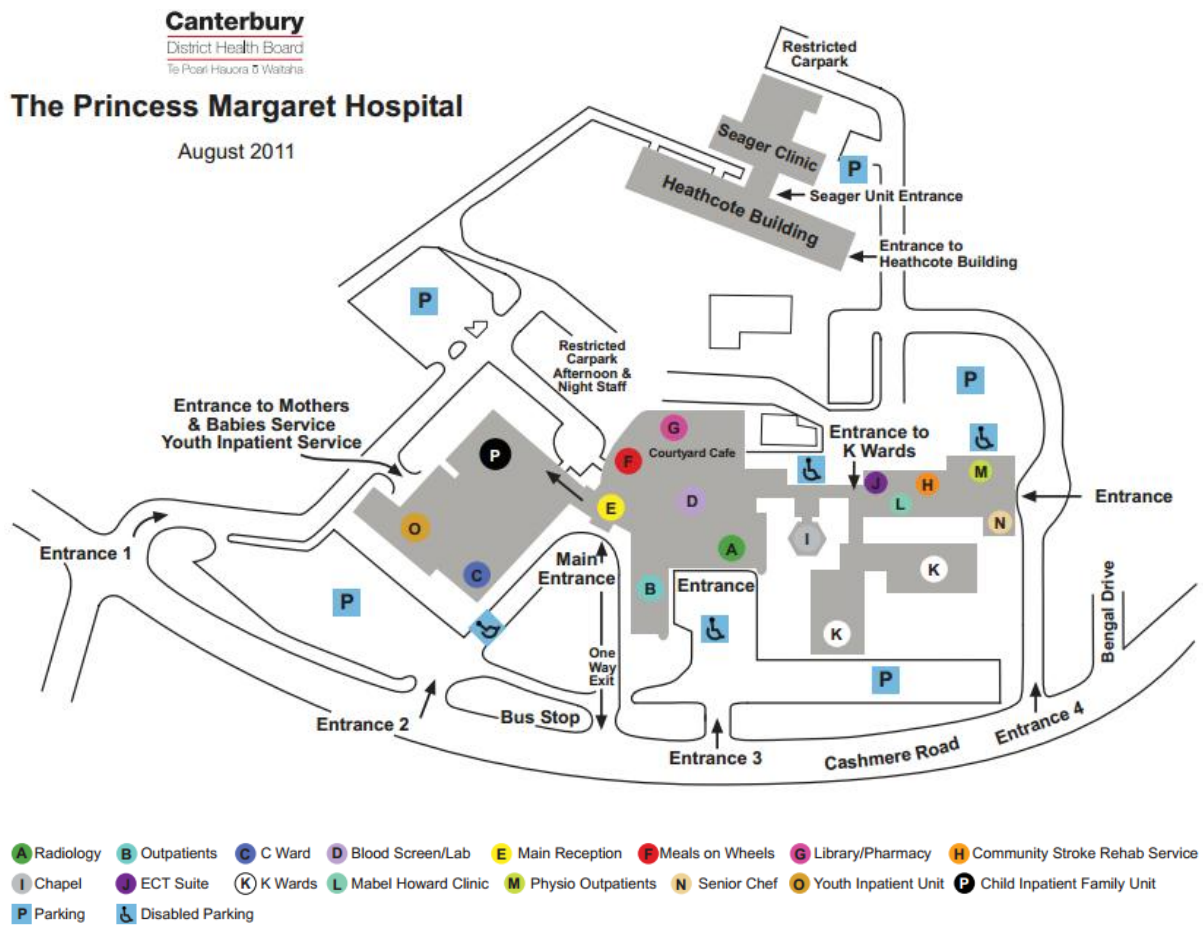 Canterbury
District Health Board
Te Poari Hauora ō Waitaha
The Princess Margaret Hospital
August 2011
Restricted
Carpark
Seager Clinic
P
Seager Unit Entrance
Heathcote Building
Entrance to
Heathcote Building
P
Restricted
Carpark
Afternoon &
Night Staff
P
Entrance to Mothers
& Babies Service
Youth Inpatient Service
G
Courtyard Cafe
Entrance to
K Wards
P
F
J
H
M
L
E
D
Entrance
N
O
I
Entrance 1
A
Main
Entrance
C
B
Entrance
K
P
K
Bengal Drive
One
Way
Exit
P
Entrance 2
Bus Stop
Entrance 3
Cashmere Road
Entrance 4
A Radiology B Outpatients C C Ward D Blood Screen/Lab E Main Reception F Meals on Wheels G Library/Pharmacy H Community Stroke Rehab Service
I Chapel J ECT Suite K K Wards L Mabel Howard Clinic M Physio Outpatients N Senior Chef O Youth Inpatient Unit P Child Inpatient Family Unit
P Parking Disabled Parking